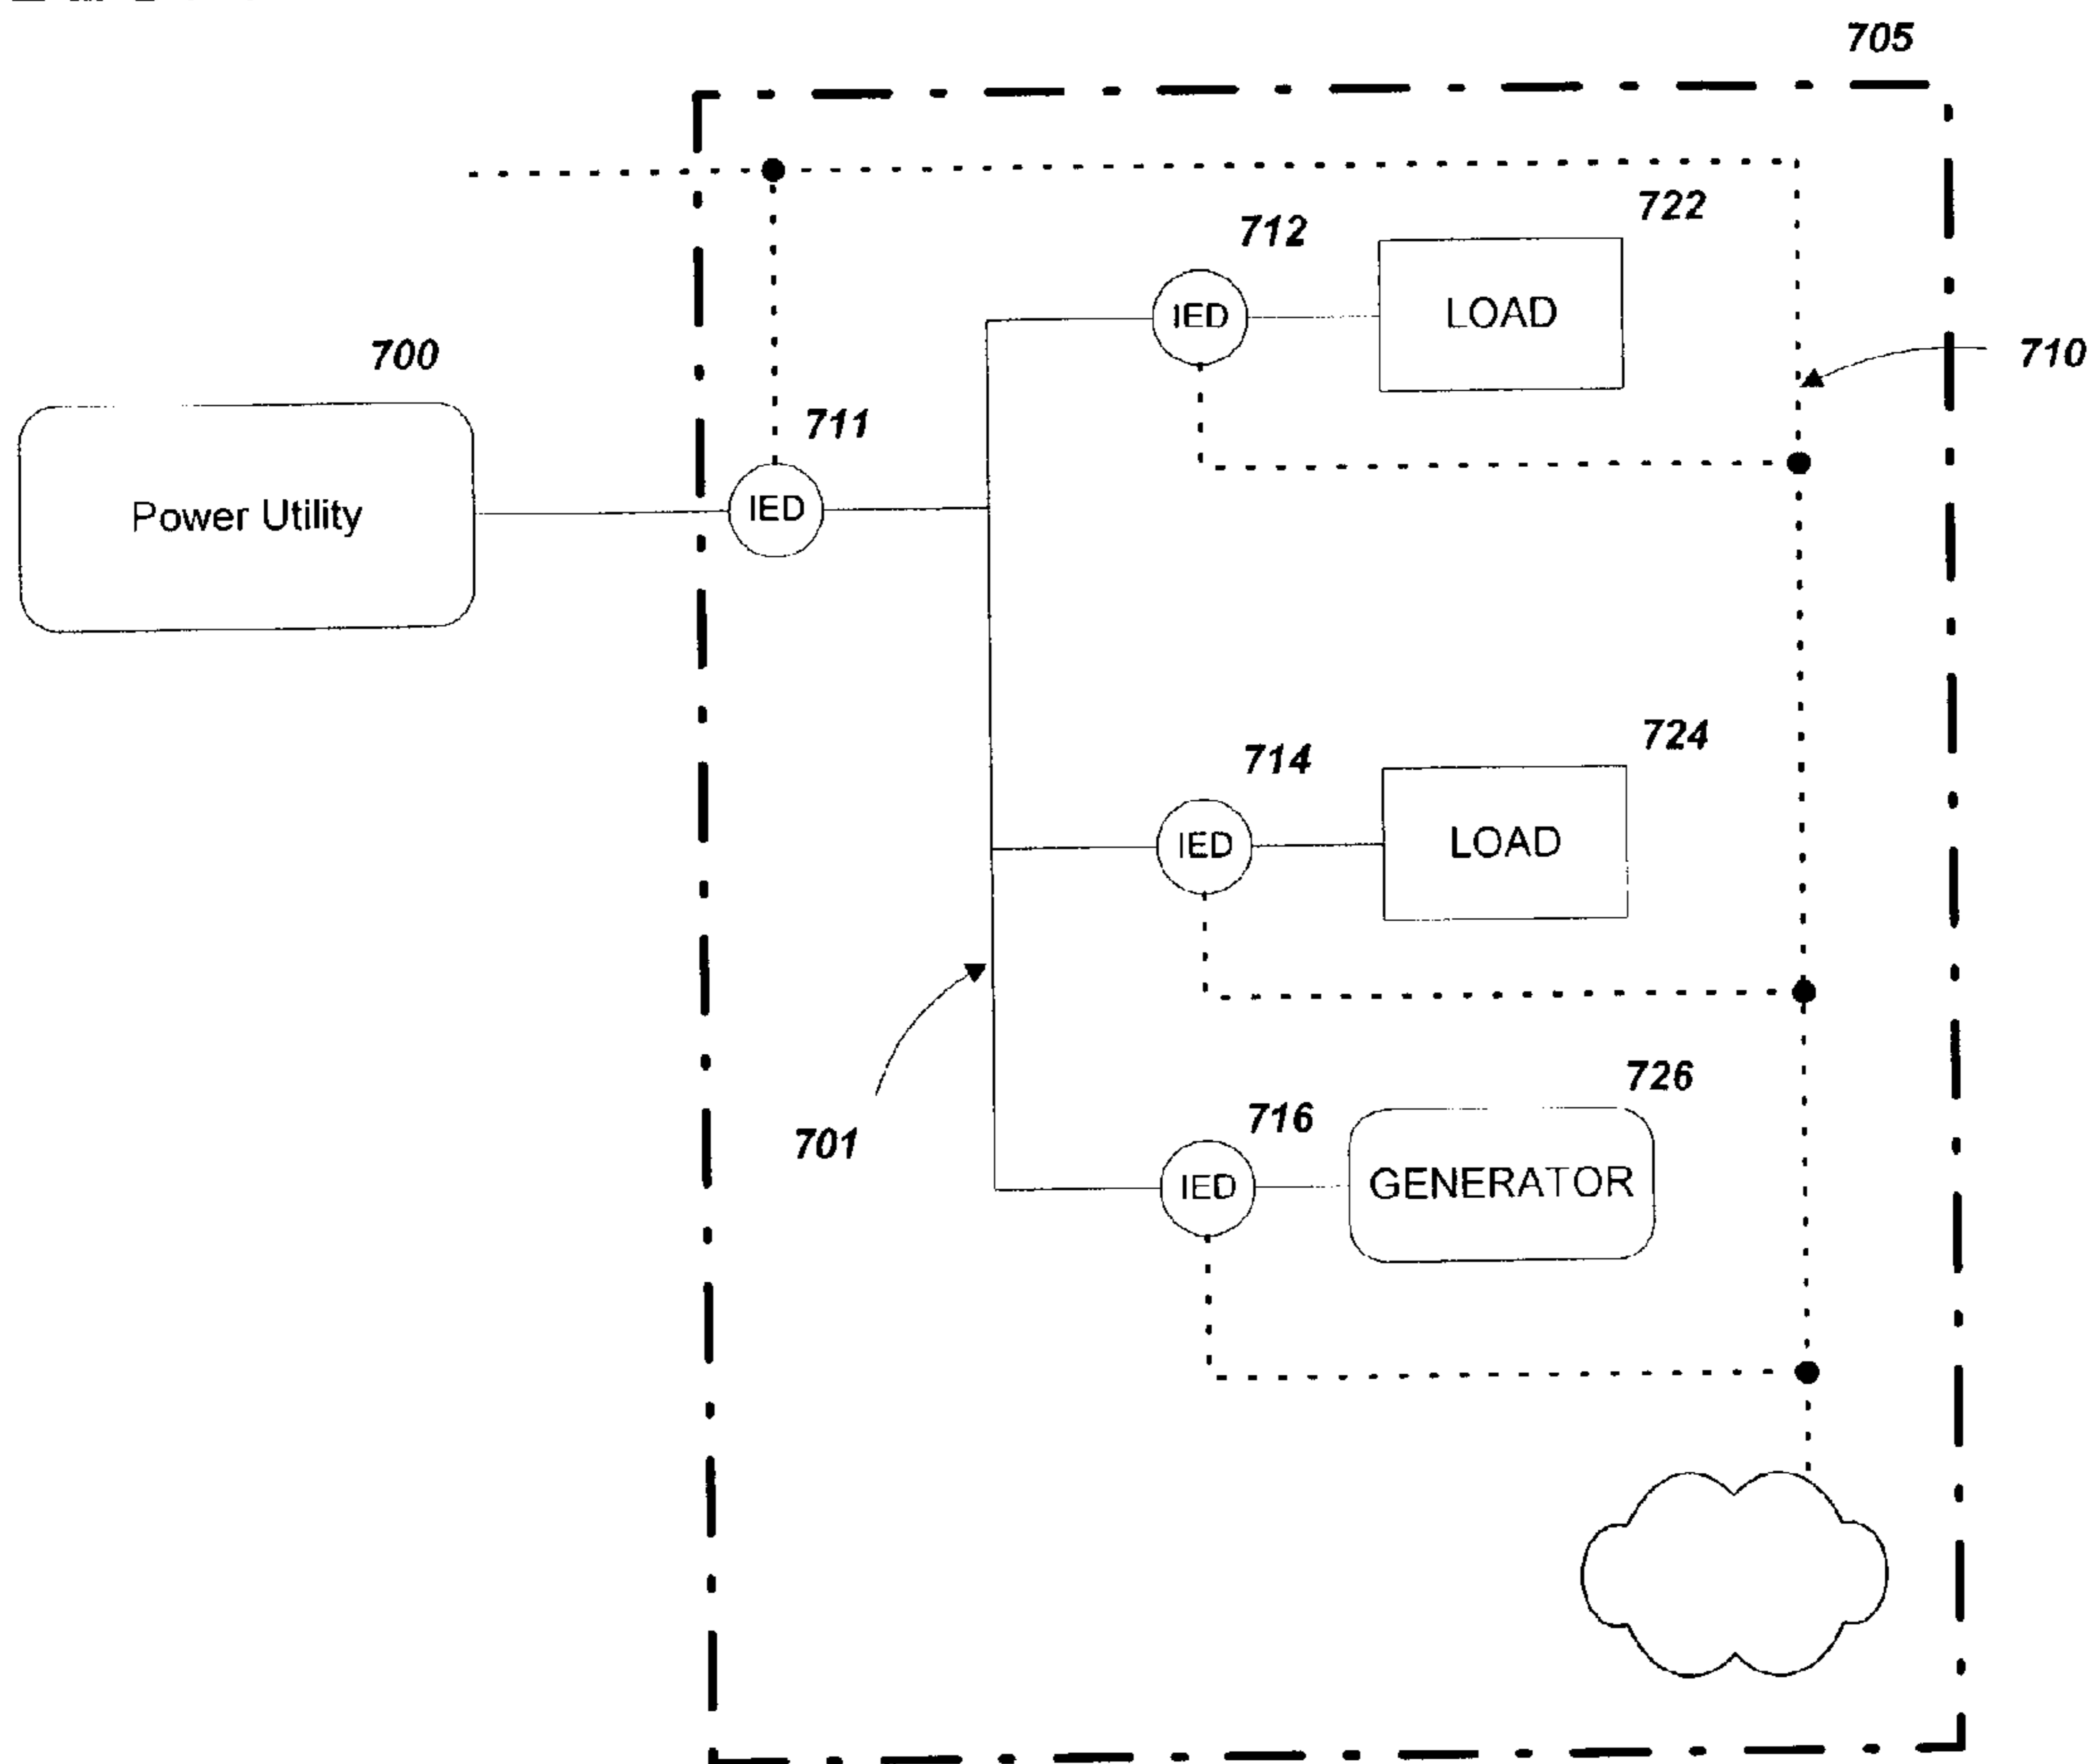 705
722
712
IED
LOAD
710
700
711
Power Utility
IED
724
714
IED
LOAD
726
716
701
IED
GENERATOR